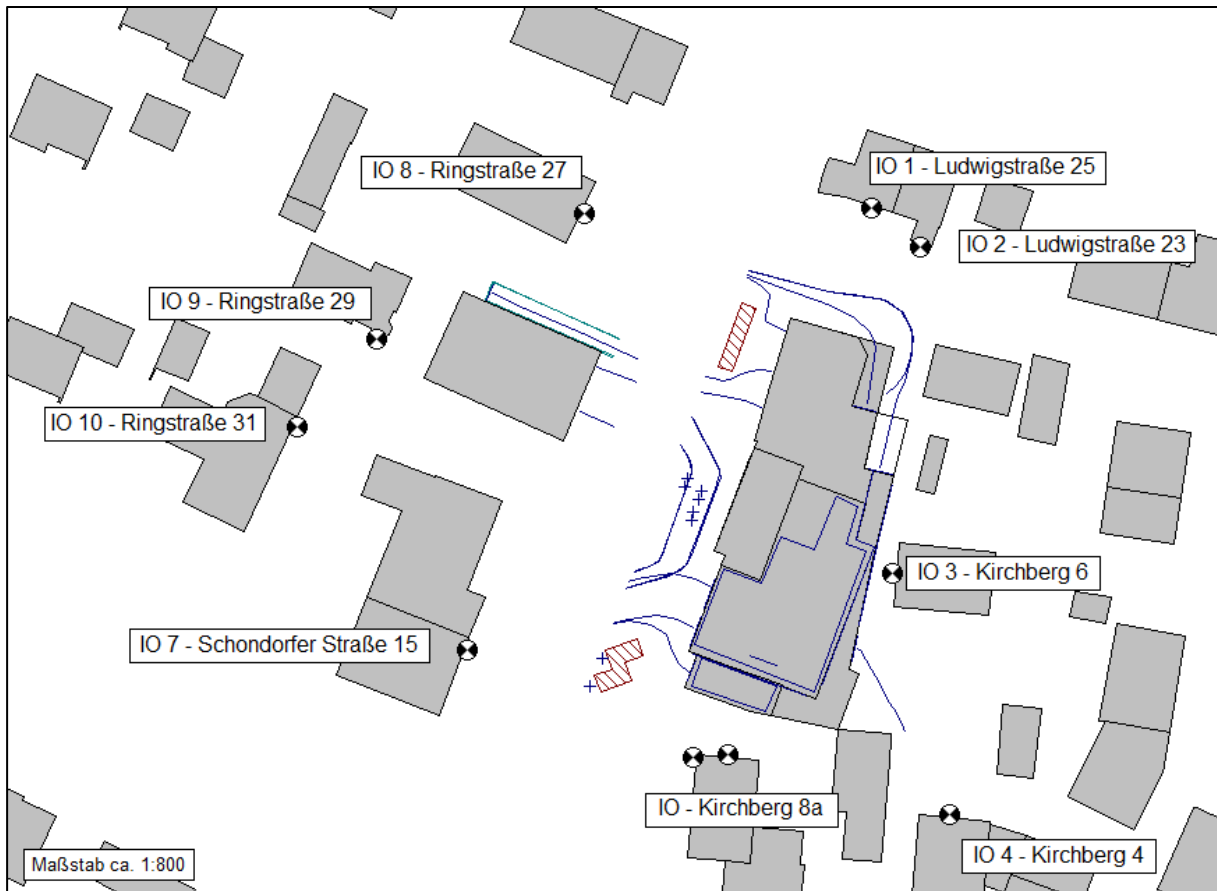 IO 8 - Ringstraße 27
IO 1 - Ludwigstraße 25
IO 2 - Ludwigstraße 23
IO 9 - Ringstraße 29
IO 10 - Ringstraße 31
IO 3 - Kirchberg 6
IO 7 - Schondorfer Straße 15
IO - Kirchberg 8a
IO 4 - Kirchberg 4
Maßstab ca. 1:800